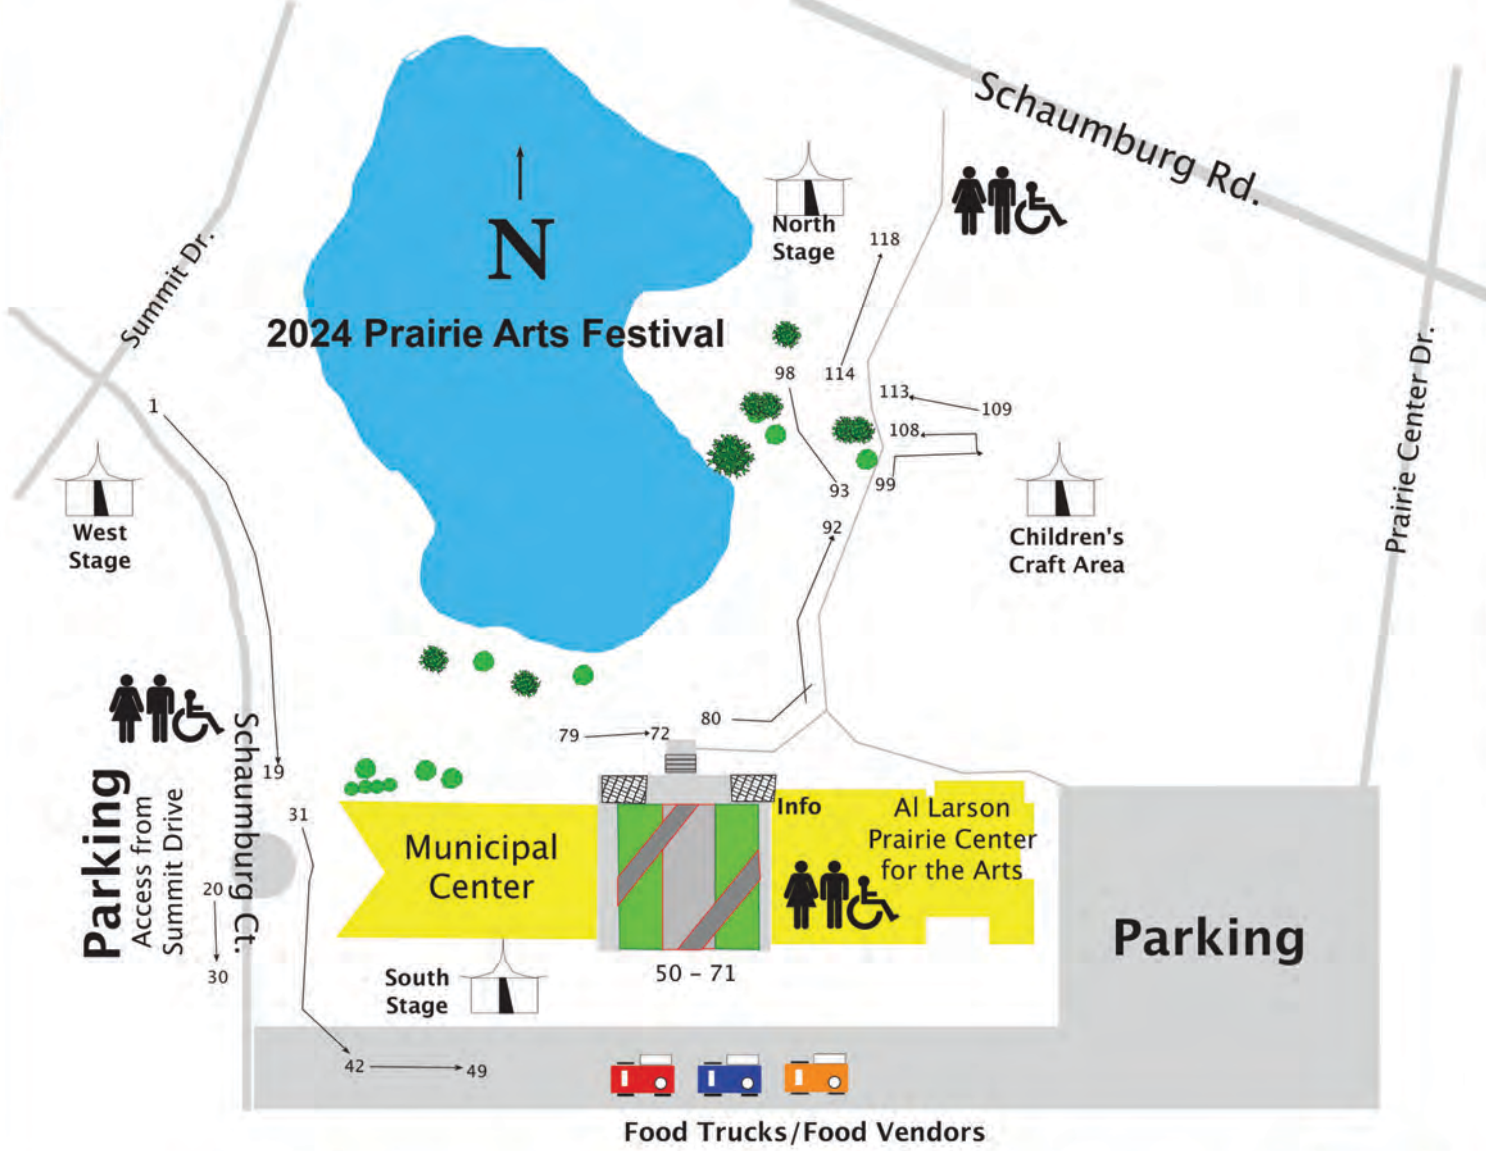 Schaumburg Rd.
North
Stage
118
Summit Dr.
N
2024 Prairie Arts Festival
98
114
113
109
108
1
Prairie Center Dr.
93
99
92
West
Stage
Children's
Craft Area
80
79
72
Schaumburg Ct.
19
Parking
Access from
Summit Drive
31
20
30
Municipal
Center
Info
Al Larson
Prairie Center
for the Arts
Parking
South
Stage
50 - 71
42
49
Food Trucks/Food Vendors